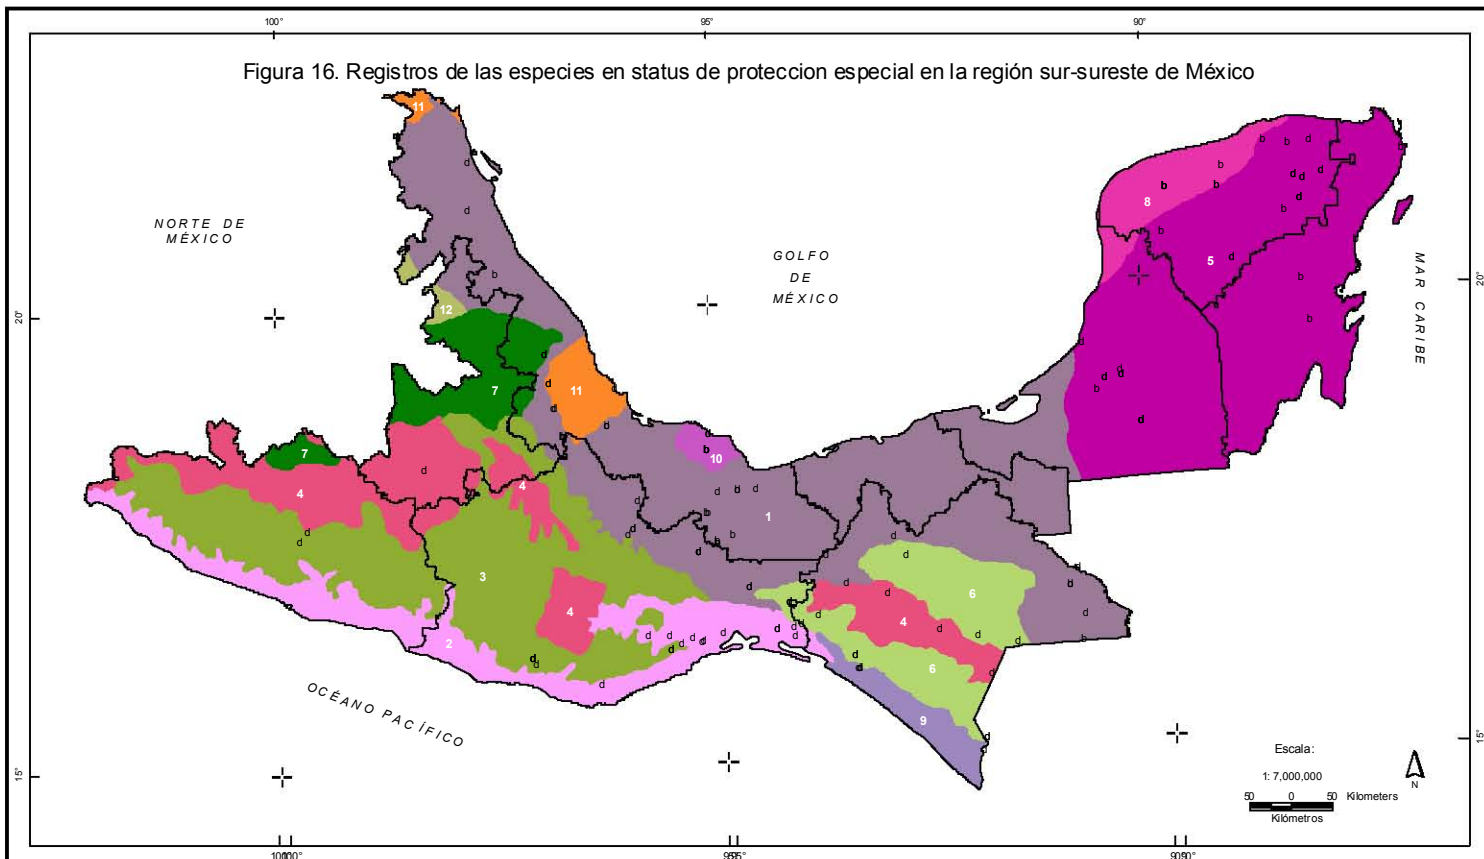 100°
95°
90°
Figura 16. Registros de las especies en status de proteccion especial en la región sur-sureste de México
11
NORTE DE
MÉXICO
GOLFO
DE
MÉXICO
MAR CARIBE
8
5
20°
20°
12
7
11
7
10
4
4
1
3
4
6
4
2
6
9
OCÉANO PACÍFICO
15°
15°
Escala:
1: 7,000,000
50 0 50 Kilometers
Kilómetros
N